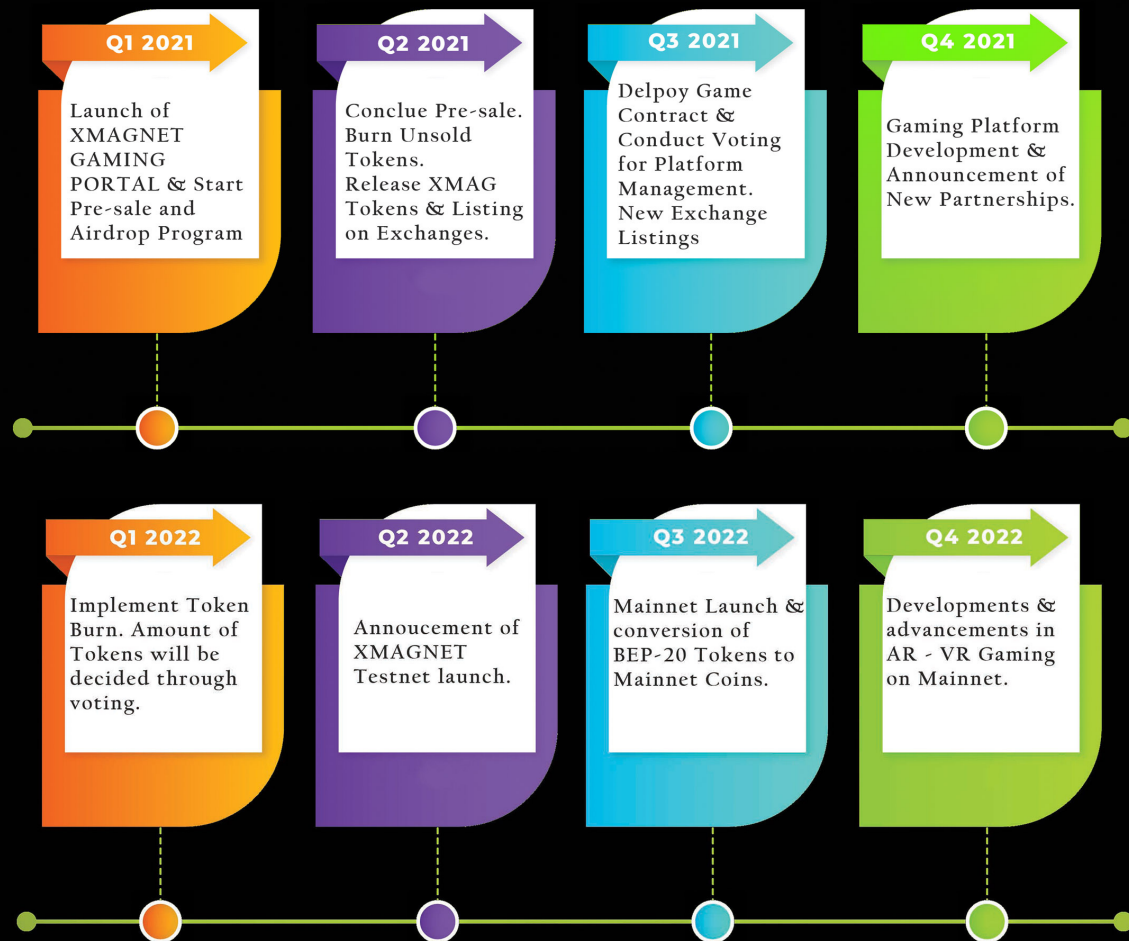 Q1 2021
Launch of
XMAGNET
GAMING
PORTAL & Start
Pre-sale and
Airdrop Program
Q2 2021
Conclue Pre-sale.
Burn Unsold
Tokens.
Release XMAG
Tokens & Listing
on Exchanges.
Q3 2021
Delpoy Game
Contract &
Conduct Voting
for Platform
Management.
New Exchange
Listings
Q4 2021
Gaming Platform
Development &
Announcement of
New Partnerships.
Q1 2022
Implement Token
Burn. Amount of
Tokens will be
decided through
voting.
Q2 2022
Annoucement of
XMAGNET
Testnet launch.
Q3 2022
Mainnet Launch &
conversion of
BEP-20 Tokens to
Mainnet Coins.
Q4 2022
Developments &
advancements in
AR - VR Gaming
on Mainnet.